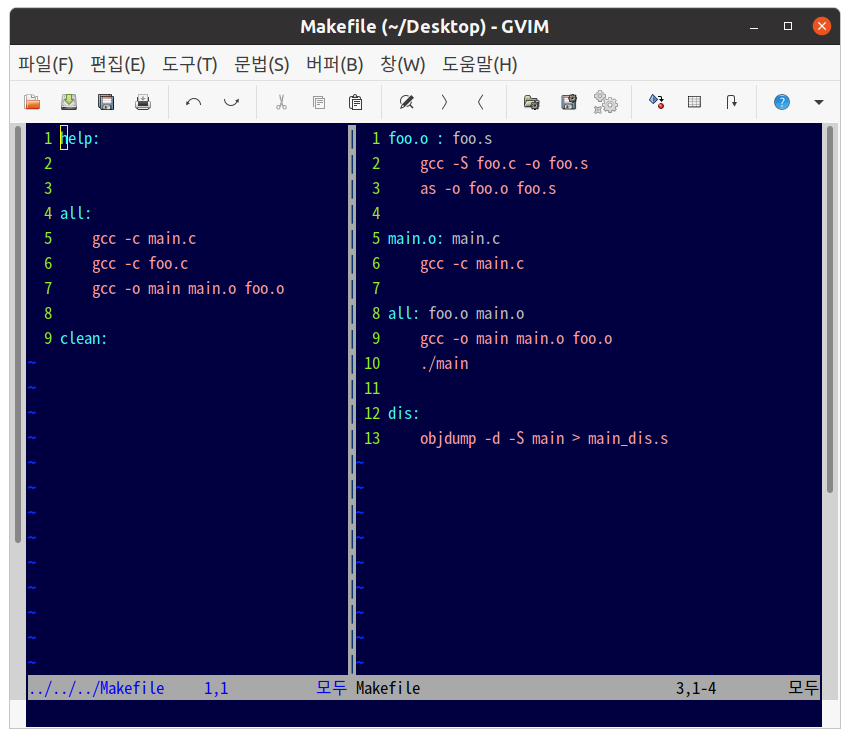 Makefile (~/Desktop) - GVIM
파일(F) 편집(E) 도구(T) 문법(S) 버퍼(B) 창(W) 도움말(H)
1 help:
2
3
4 all:
5 gcc -c main.c
6 gcc -c foo.c
7 gcc -o main main.o foo.o
8
9 clean:
~
~
~
~
~
~
~
~
~
~
~
~
~
../../../Makefile 1,1 모두
1 foo.o : foo.s
2 gcc -S foo.c -o foo.s
3 as -o foo.o foo.s
4
5 main.o: main.c
6 gcc -c main.c
7
8 all: foo.o main.o
9 gcc -o main main.o foo.o
10 ./main
11
12 dis:
13 objdump -d -S main > main_dis.s
~
~
~
~
~
~
~
~
~
Makefile 3,1-4 모두